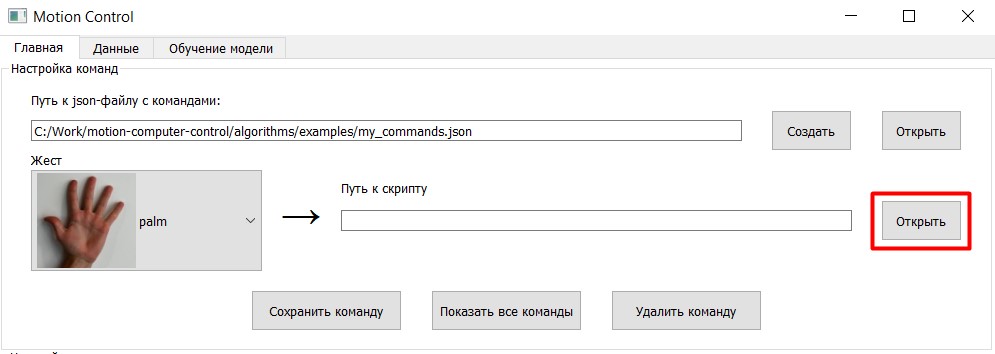 Motion Control
Главная Данные Обучение модели
Настройка команд
Путь к json-файлу с командами:
C:/Work/motion-computer-control/algorithms/examples/my_commands.json Создать Открыть
Жест
Путь к скрипту
palm → Открыть
Сохранить команду Показать все команды Удалить команду